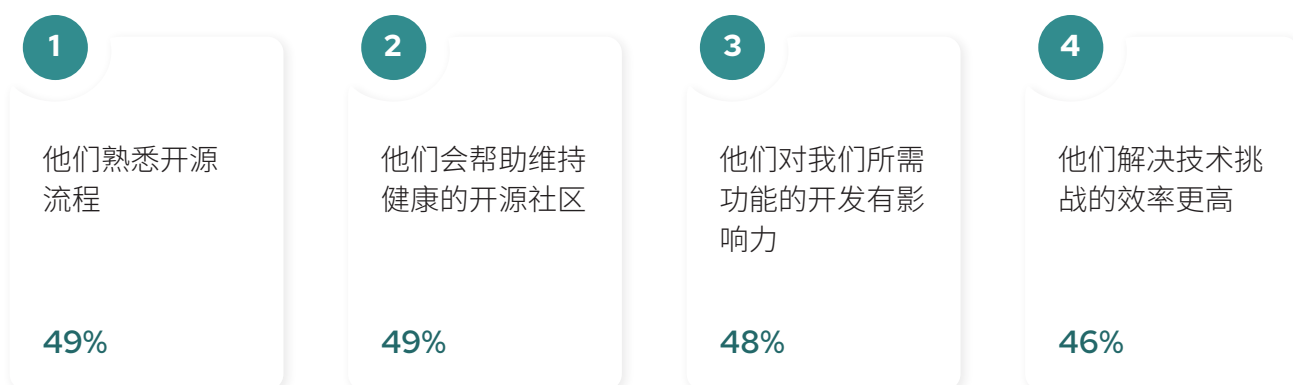 1
他们熟悉开源
流程
49%
2
他们会帮助维持
健康的开源社区
49%
3
他们对我们所需
功能的开发有影
响力
48%
4
他们解决技术挑
战的效率更高
46%